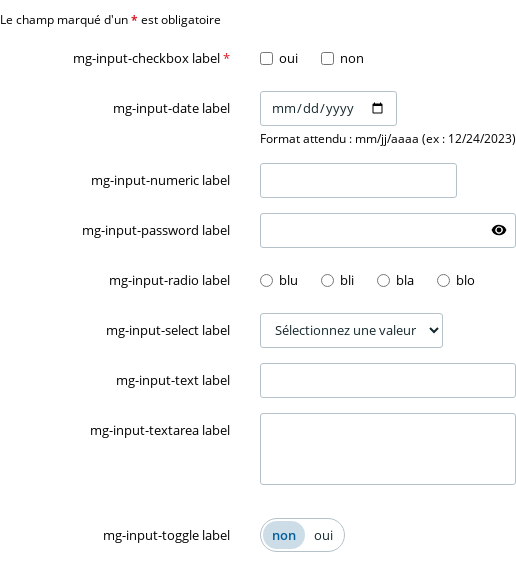 Le champ marqué d'un * est obligatoire
mg-input-checkbox label * oui non
mg-input-date label mm/dd/yyyy
Format attendu : mm/jj/aaaa (ex : 12/24/2023)
mg-input-numeric label
mg-input-password label
mg-input-radio label blu bli bla blo
mg-input-select label Sélectionnez une valeur
mg-input-text label
mg-input-textarea label
mg-input-toggle label non oui